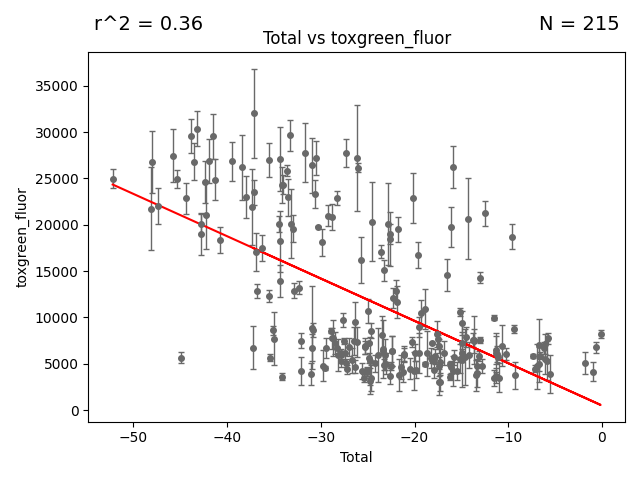 r^2 = 0.36
N = 215
Total vs toxgreen_fluor
35000
30000
25000
20000
15000
10000
5000
0
toxgreen_fluor
−50
−40
−30
−20
−10
0
Total